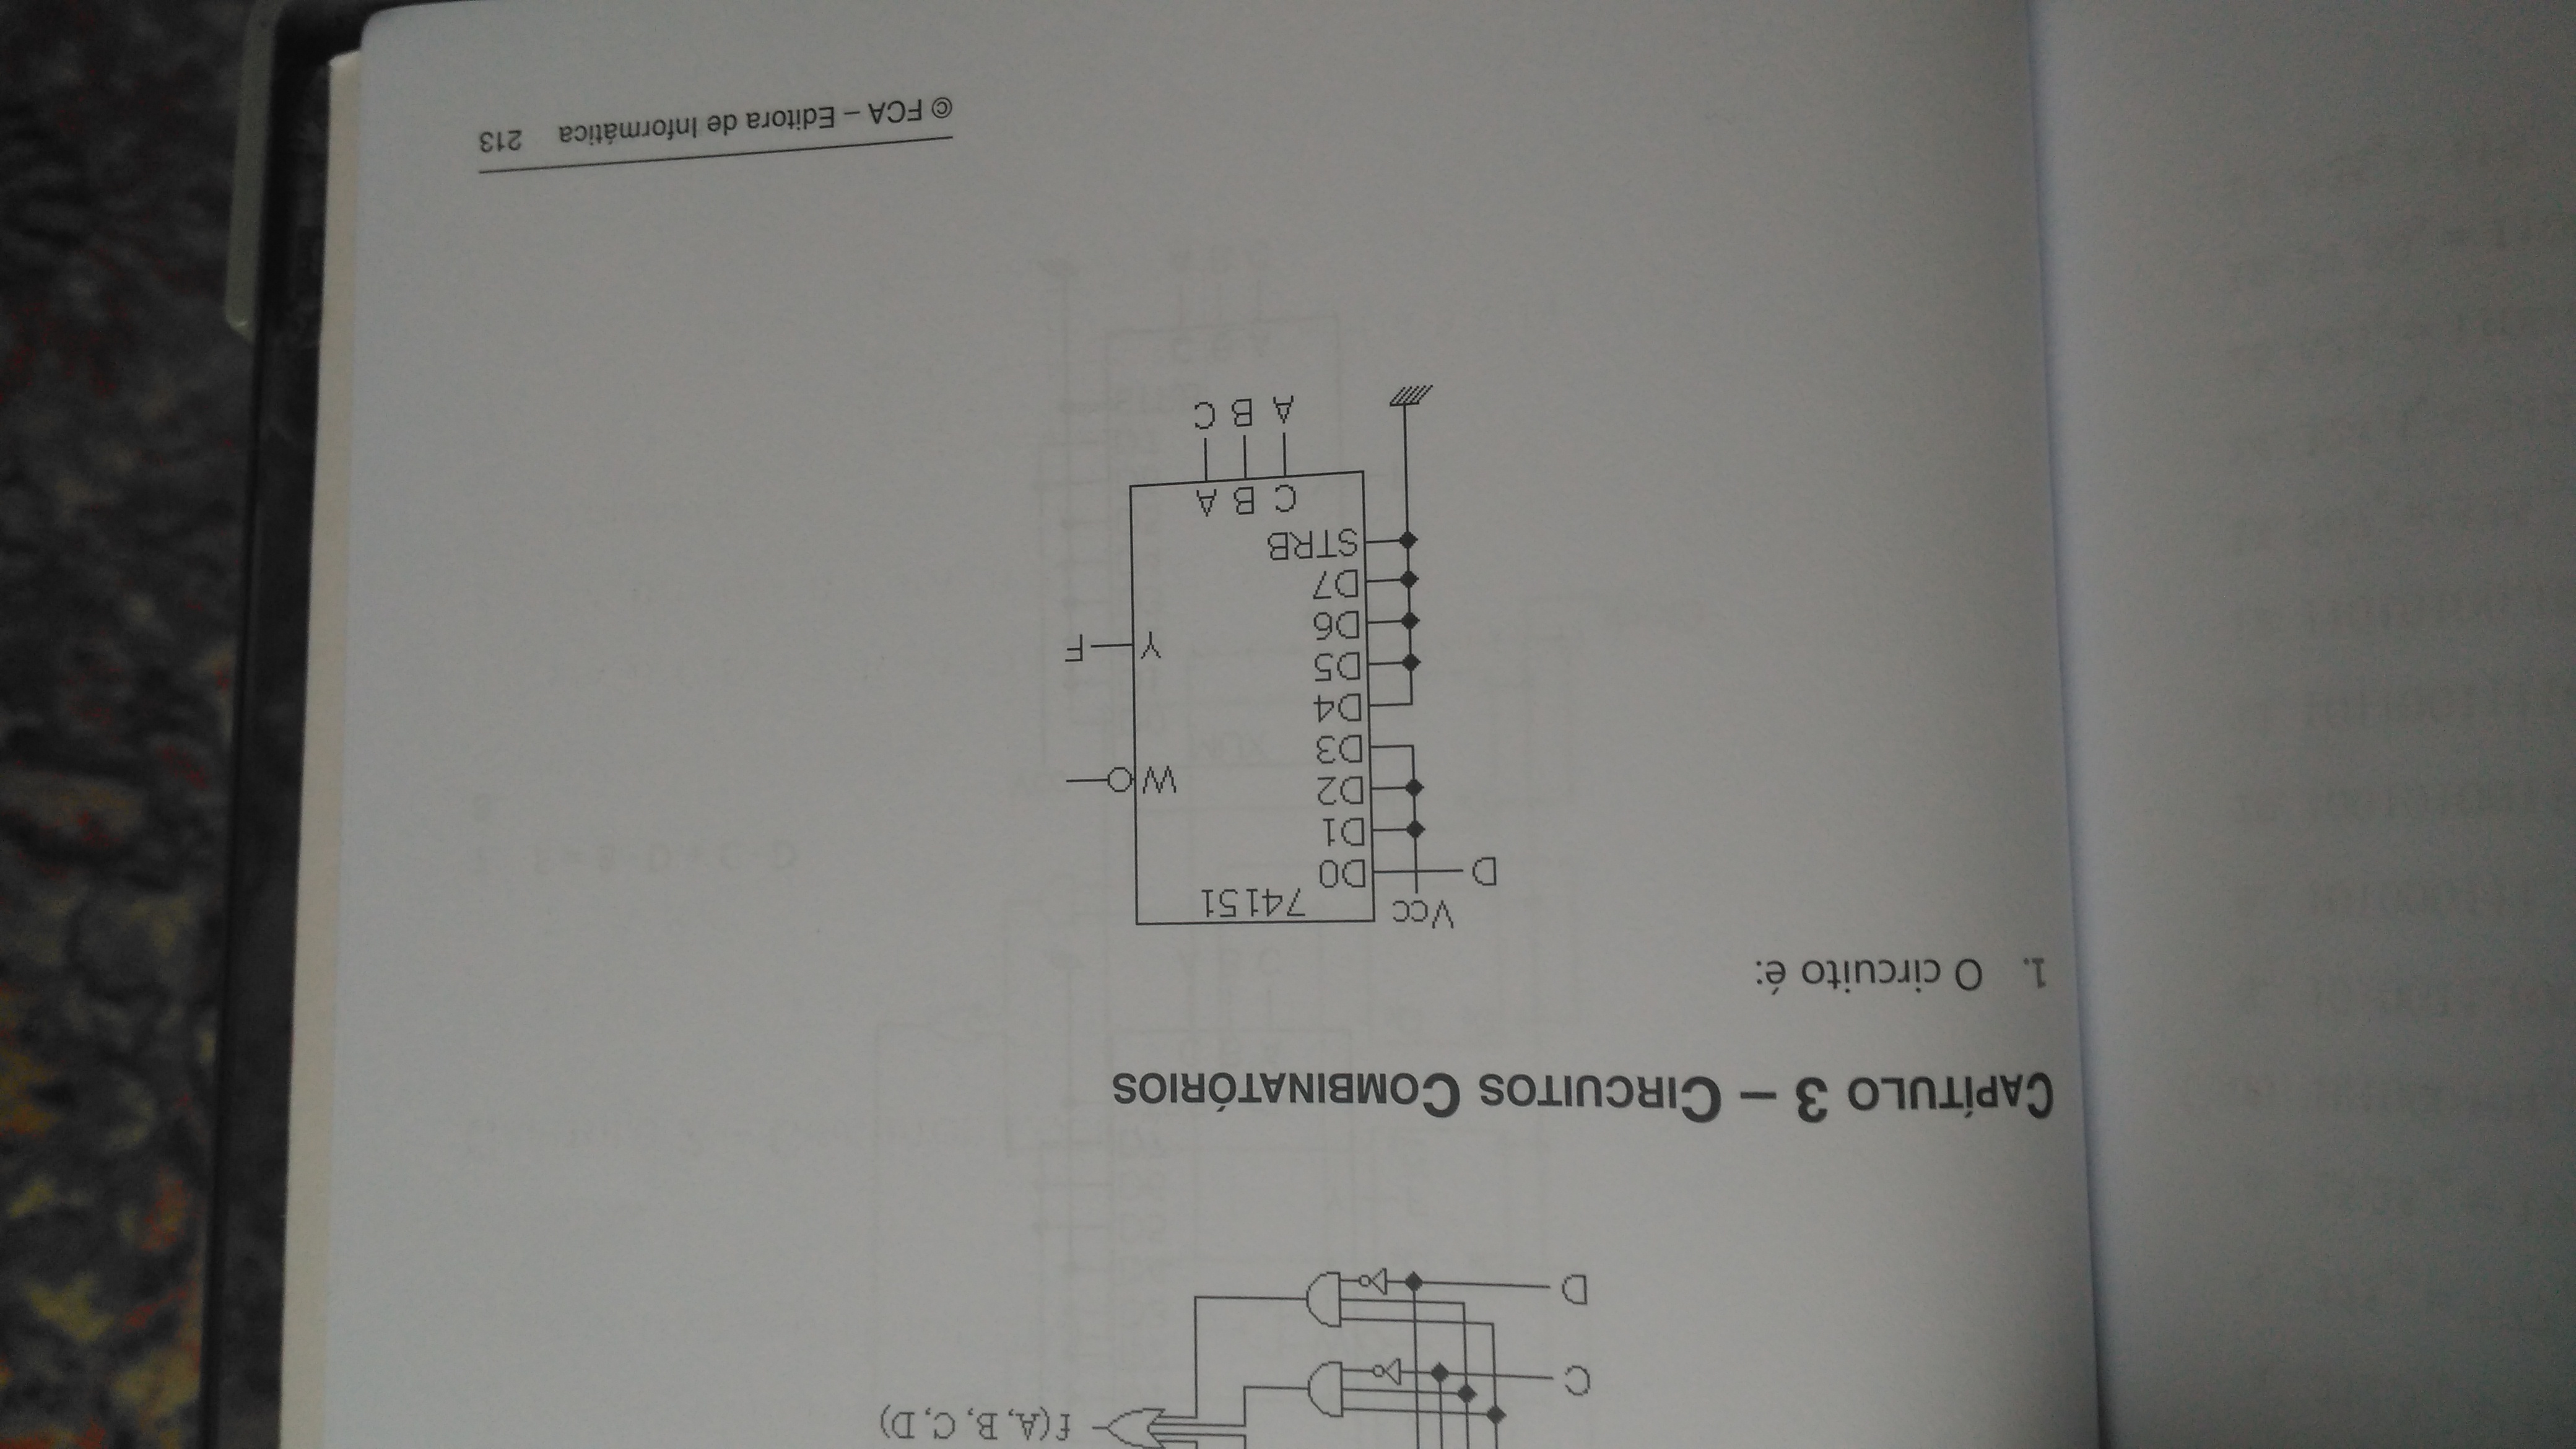 f(A, B, C, D)
C
D
CAPÍTULO 3 – CIRCUITOS COMBINATÓRIOS
1. O circuito é:
Vcc
74151
D
D0
D1
D2
W
D3
D4
D5
Y
F
D6
D7
STRB
C B A
A B C
© FCA – Editora de Informática 213